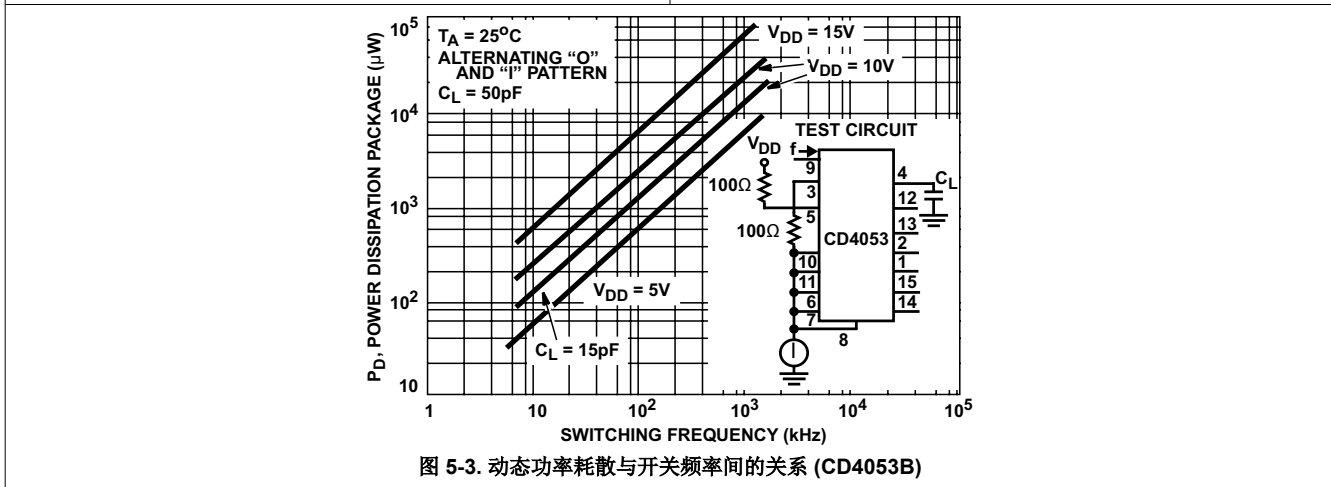 10⁵
T_A = 25°C
ALTERNATING “O”
AND “I” PATTERN
C_L = 50pF
V_DD = 15V
V_DD = 10V
10⁴
TEST CIRCUIT
V_DD f
9
4
C_L
100Ω
3
12
10³
5
13
100Ω
CD4053
2
10
1
V_DD = 5V
11
15
10²
6
14
7
8
C_L = 15pF
I
10
P_D, POWER DISSIPATION PACKAGE (μW)
1
10
10²
10³
10⁴
10⁵
SWITCHING FREQUENCY (kHz)
图 5-3. 动态功率耗散与开关频率间的关系 (CD4053B)